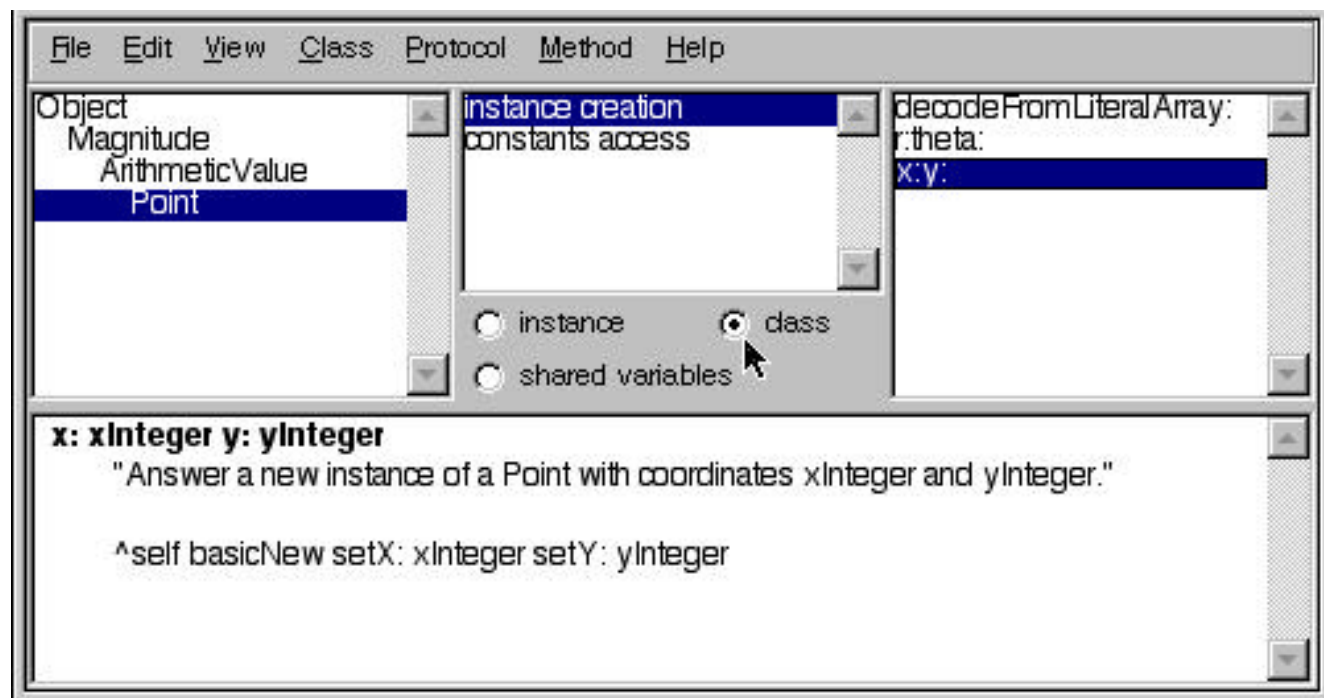 File Edit View Class Protocol Method Help
Object
Magnitude
ArithmeticValue
Point
instance creation
constants access
instance class
shared variables
decodeFromLiteralArray:
r:theta:
x:y:
x: xInteger y: yInteger
"Answer a new instance of a Point with coordinates xInteger and yInteger."
^self basicNew setX: xInteger setY: yInteger